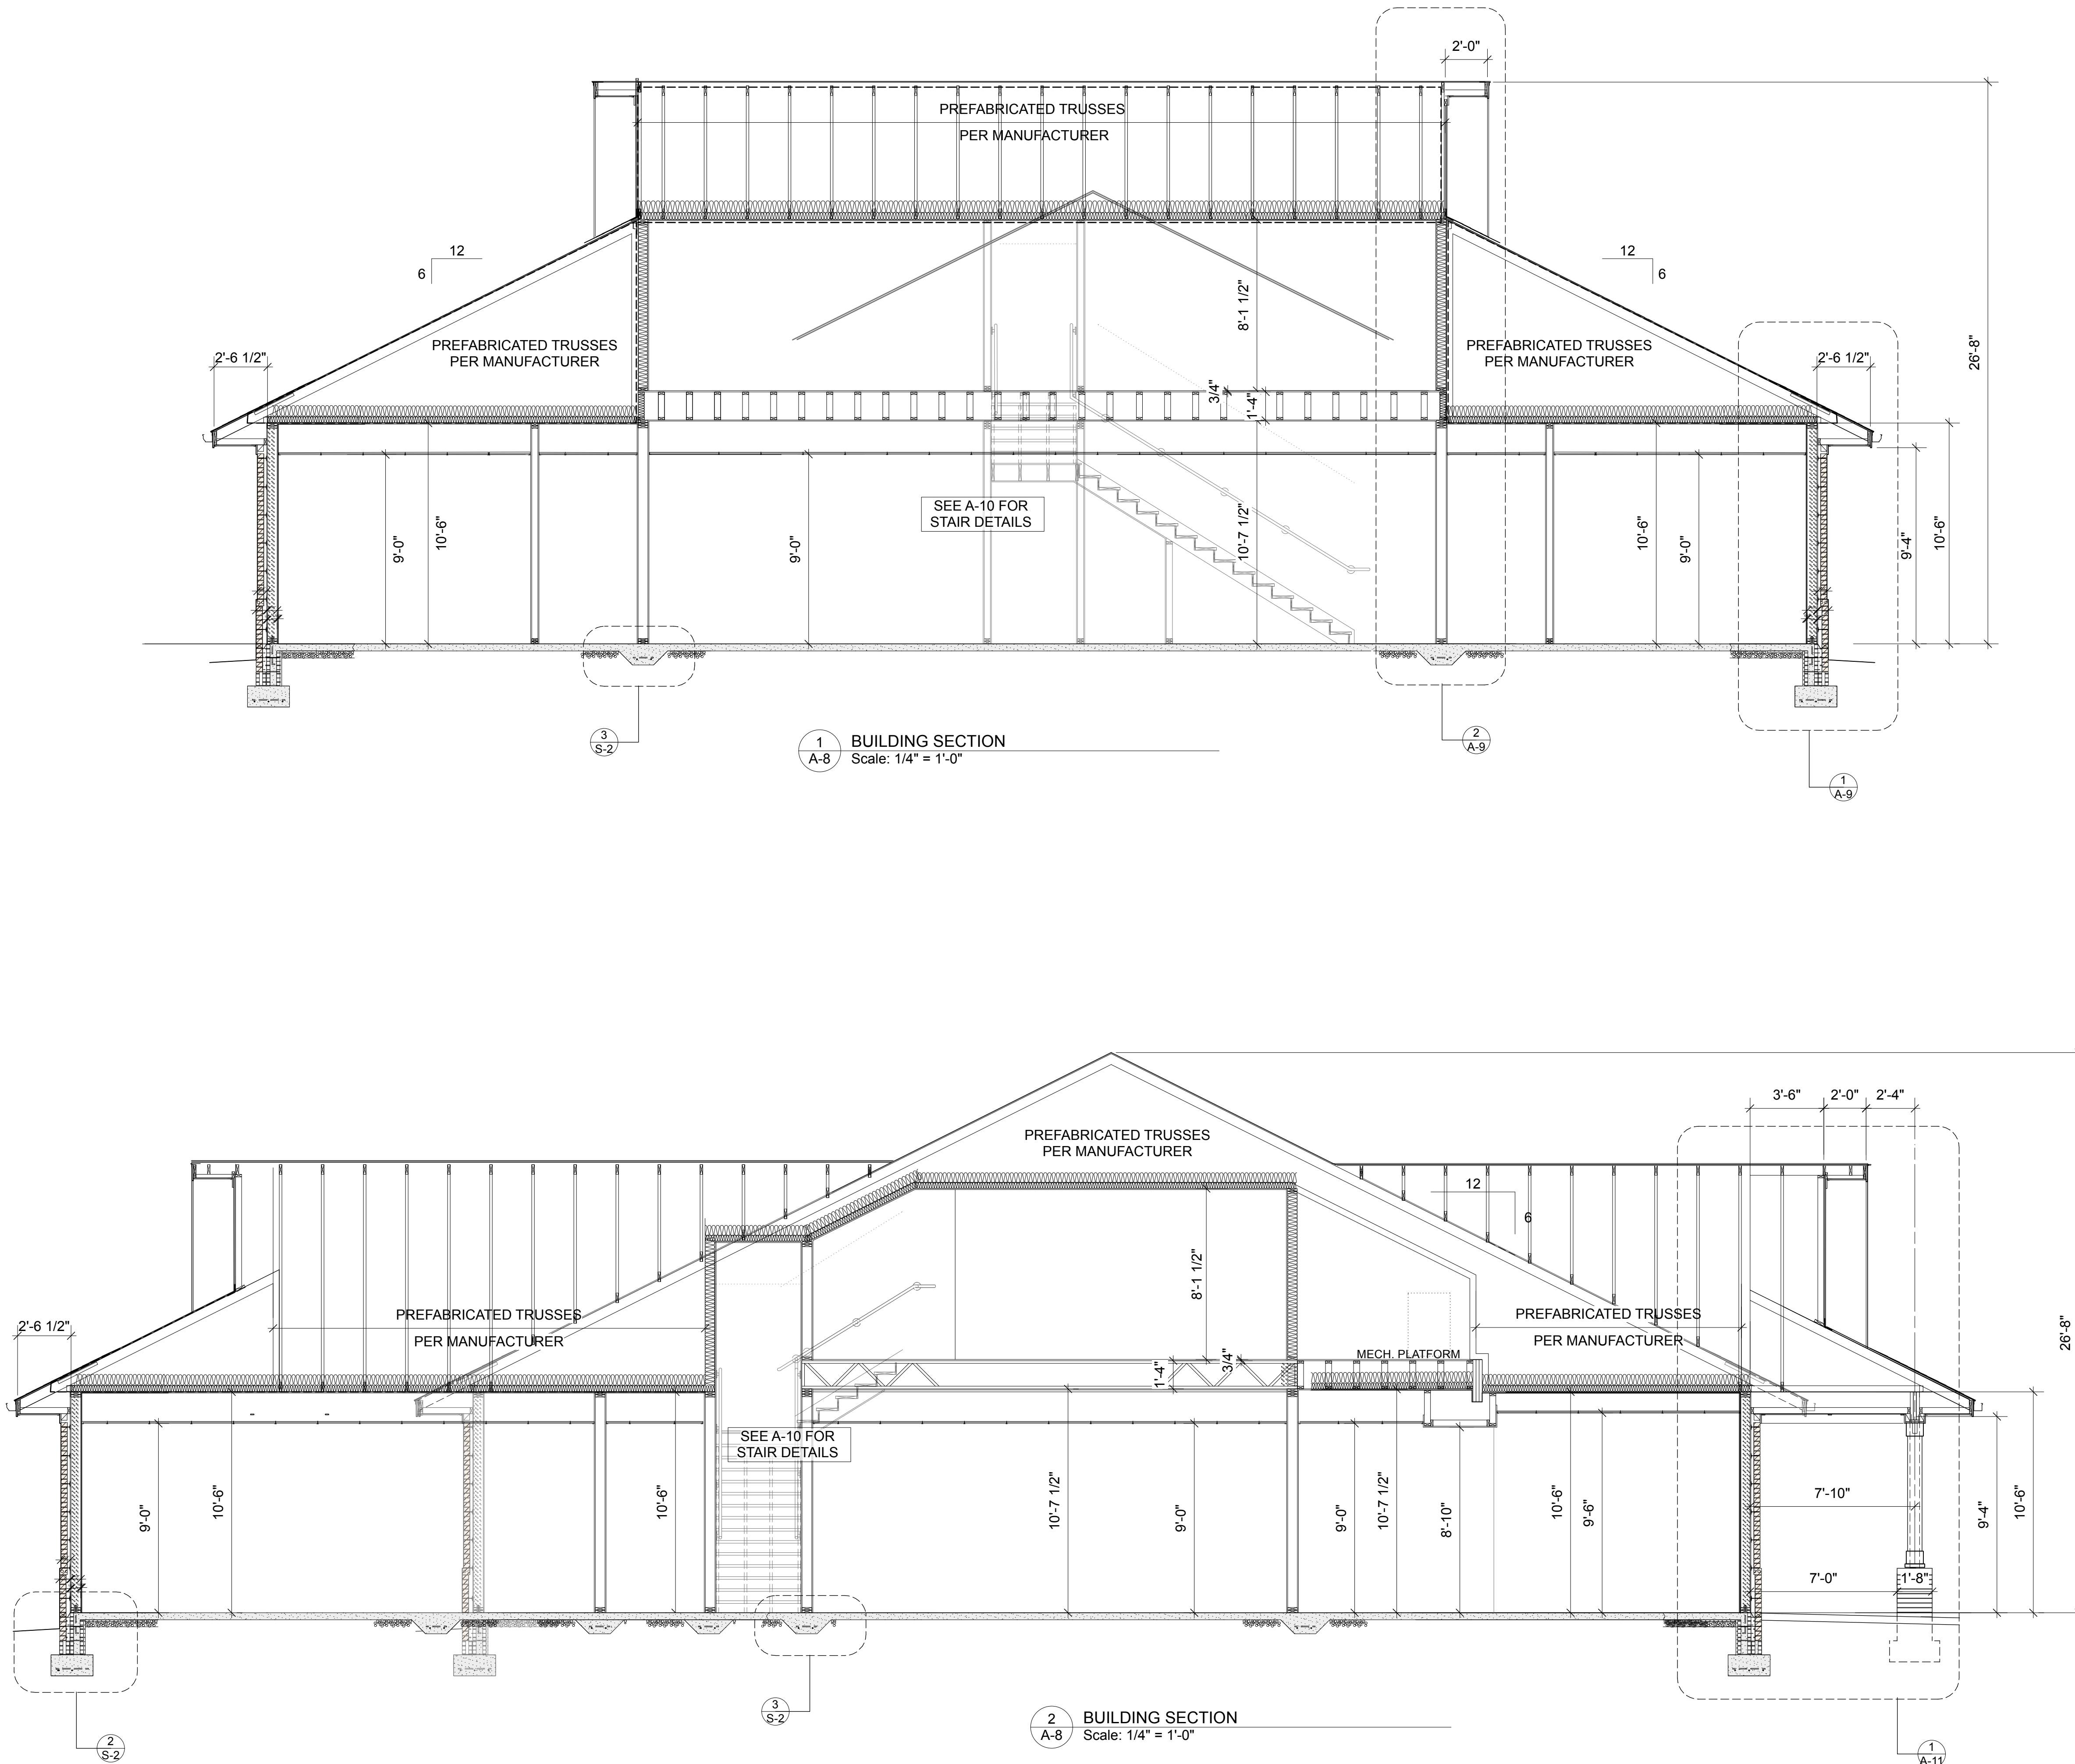 2'-0"
PREFABRICATED TRUSSES
PER MANUFACTURER
12
6
12
6
8'-1 1/2"
26'-8"
PREFABRICATED TRUSSES
PER MANUFACTURER
PREFABRICATED TRUSSES
PER MANUFACTURER
2'-6 1/2"
2'-6 1/2"
3/4"
1'-4"
SEE A-10 FOR
STAIR DETAILS
9'-0"
10'-6"
9'-0"
10'-7 1/2"
10'-6"
9'-0"
9'-4"
10'-6"
3
S-2
1
A-8
BUILDING SECTION
Scale: 1/4" = 1'-0"
2
A-9
1
A-9
3'-6"
2'-0"
2'-4"
PREFABRICATED TRUSSES
PER MANUFACTURER
12
6
8'-1 1/2"
PREFABRICATED TRUSSES
PER MANUFACTURER
PREFABRICATED TRUSSES
PER MANUFACTURER
2'-6 1/2"
26'-8"
MECH. PLATFORM
1'-4"
3/4"
SEE A-10 FOR
STAIR DETAILS
9'-0"
10'-6"
10'-6"
10'-7 1/2"
9'-0"
9'-0"
10'-7 1/2"
8'-10"
10'-6"
9'-6"
7'-10"
9'-4"
10'-6"
7'-0"
1'-8"
2
S-2
3
S-2
2
A-8
BUILDING SECTION
Scale: 1/4" = 1'-0"
1
A-11